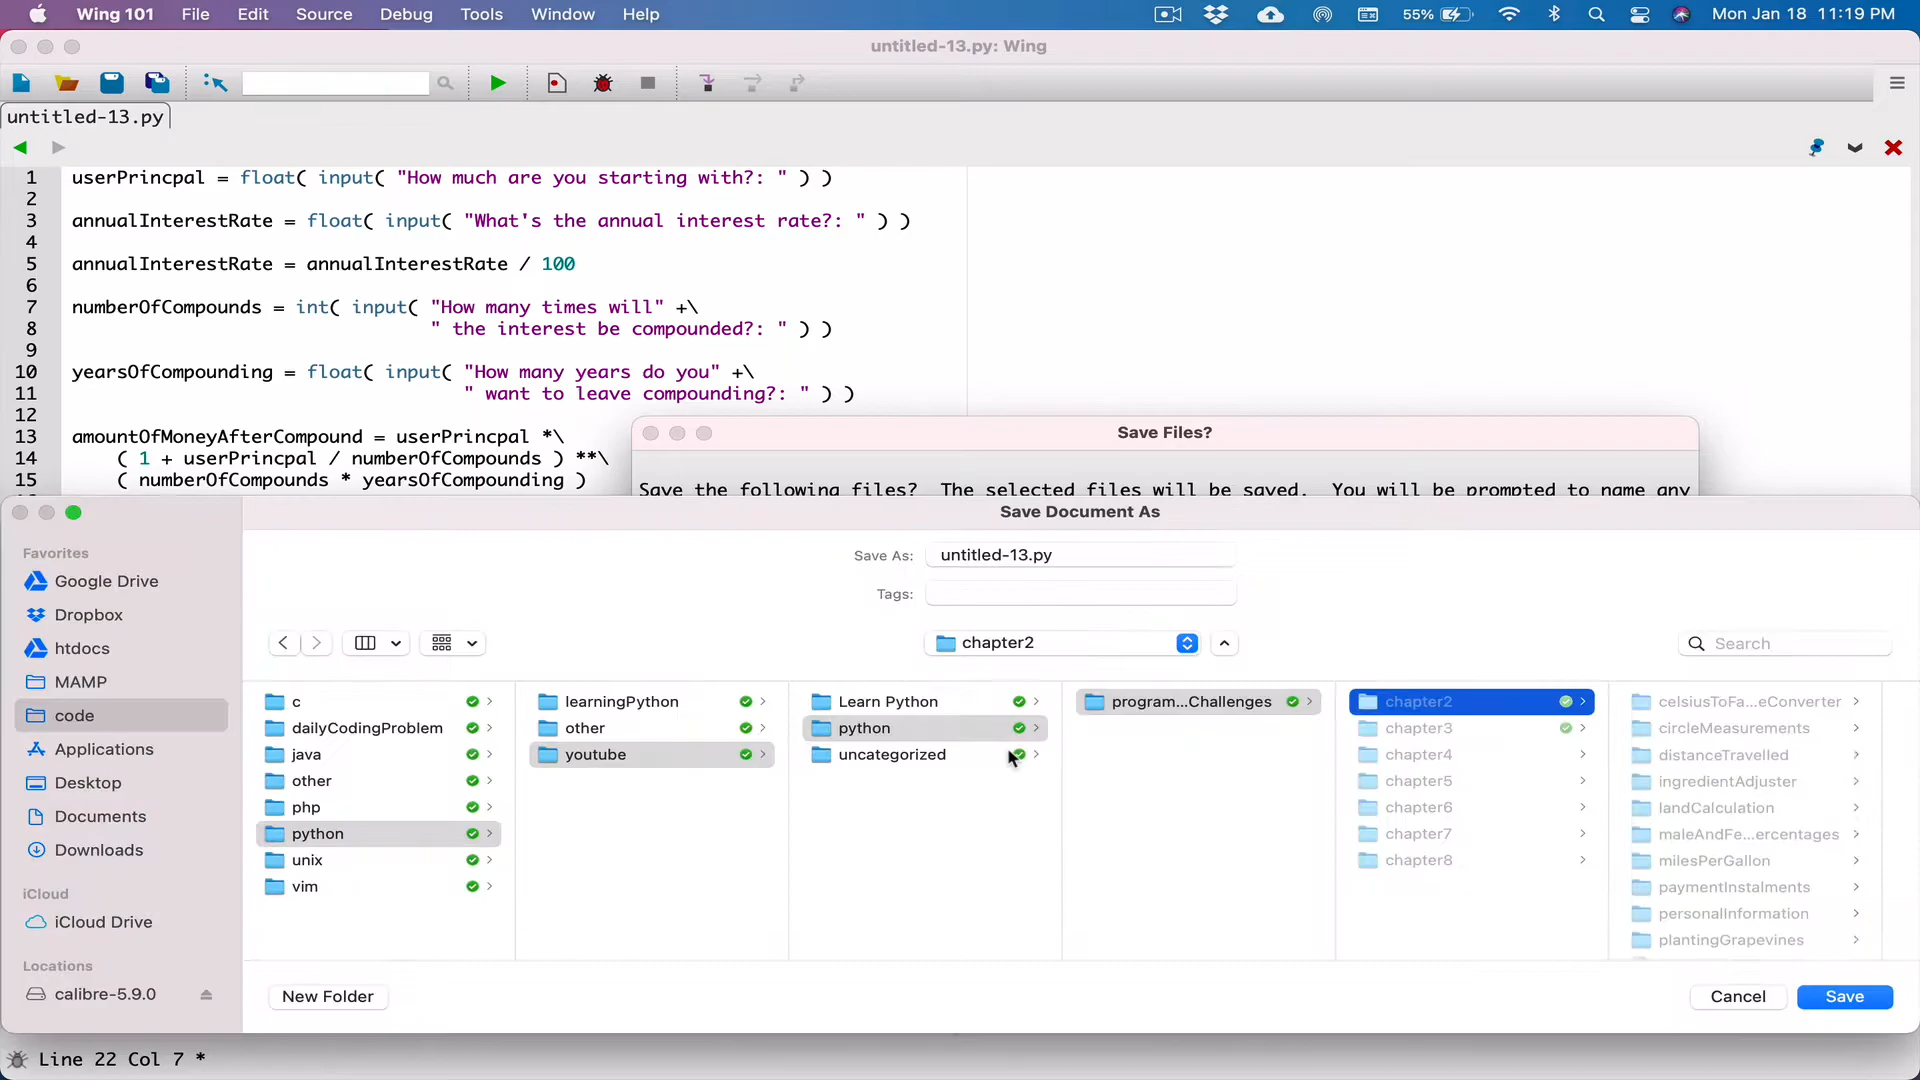 Wing 101 File Edit Source Debug Tools Window Help 55% Mon Jan 18 11:19 PM
untitled-13.py: Wing
untitled-13.py
1 userPrincpal = float( input( "How much are you starting with?: " ) )
2
3 annualInterestRate = float( input( "What's the annual interest rate?: " ) )
4
5 annualInterestRate = annualInterestRate / 100
6
7 numberOfCompounds = int( input( "How many times will" +\
8 " the interest be compounded?: " ) )
9
10 yearsOfCompounding = float( input( "How many years do you" +\
11 " want to leave compounding?: " ) )
12
13 amountOfMoneyAfterCompound = userPrincpal *\
14 ( 1 + userPrincpal / numberOfCompounds ) **\
15 ( numberOfCompounds * yearsOfCompounding )
Save Files?
Save the following files? The selected files will be saved. You will be prompted to name any
Save Document As
Save As: untitled-13.py
Tags:
chapter2
Search
Favorites
Google Drive
Dropbox
htdocs
MAMP
code
Applications
Desktop
Documents
Downloads
iCloud
iCloud Drive
Locations
calibre-5.9.0
c
dailyCodingProblem
java
other
php
python
unix
vim
learningPython
other
youtube
Learn Python
python
uncategorized
program...Challenges
chapter2
chapter3
chapter4
chapter5
chapter6
chapter7
chapter8
celsiusToFa...eConverter
circleMeasurements
distanceTravelled
ingredientAdjuster
landCalculation
maleAndFe...ercentages
milesPerGallon
paymentInstalments
personalInformation
plantingGrapevines
New Folder
Cancel
Save
Line 22 Col 7 *